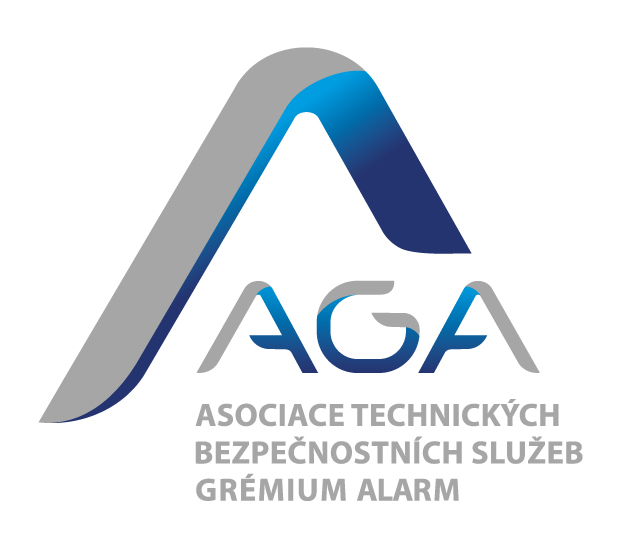 AGA
ASOCIACE TECHNICKÝCH
BEZPEČNOSTNÍCH SLUŽEB
GRÉMIUM ALARM